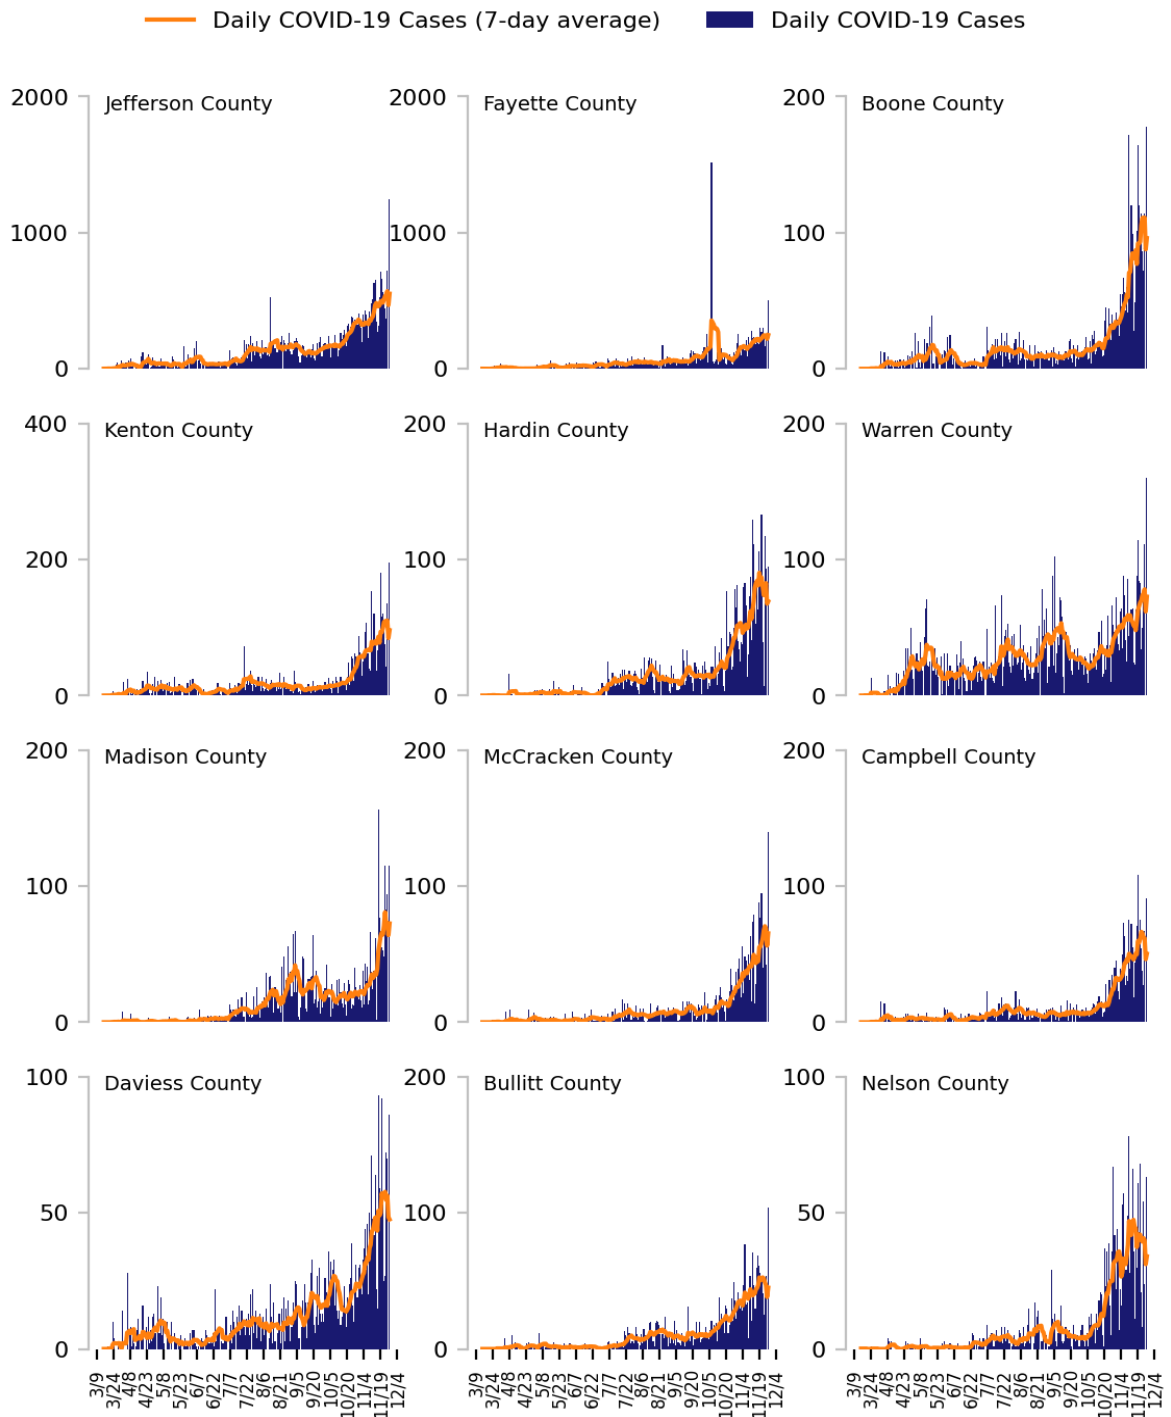 Daily COVID-19 Cases (7-day average) Daily COVID-19 Cases
2000 Jefferson County 2000 Fayette County 200 Boone County
1000 1000 100
0 0 0
400 Kenton County 200 Hardin County 200 Warren County
200 100 100
0 0 0
200 Madison County 200 McCracken County 200 Campbell County
100 100 100
0 0 0
100 Daviess County 200 Bullitt County 100 Nelson County
50 100 50
0 0 0
3/9 3/24 4/8 4/23 5/8 5/23 6/7 6/22 7/7 7/22 8/6 8/21 9/5 9/20 10/5 10/20 11/4 11/19 12/4 3/9 3/24 4/8 4/23 5/8 5/23 6/7 6/22 7/7 7/22 8/6 8/21 9/5 9/20 10/5 10/20 11/4 11/19 12/4 3/9 3/24 4/8 4/23 5/8 5/23 6/7 6/22 7/7 7/22 8/6 8/21 9/5 9/20 10/5 10/20 11/4 11/19 12/4